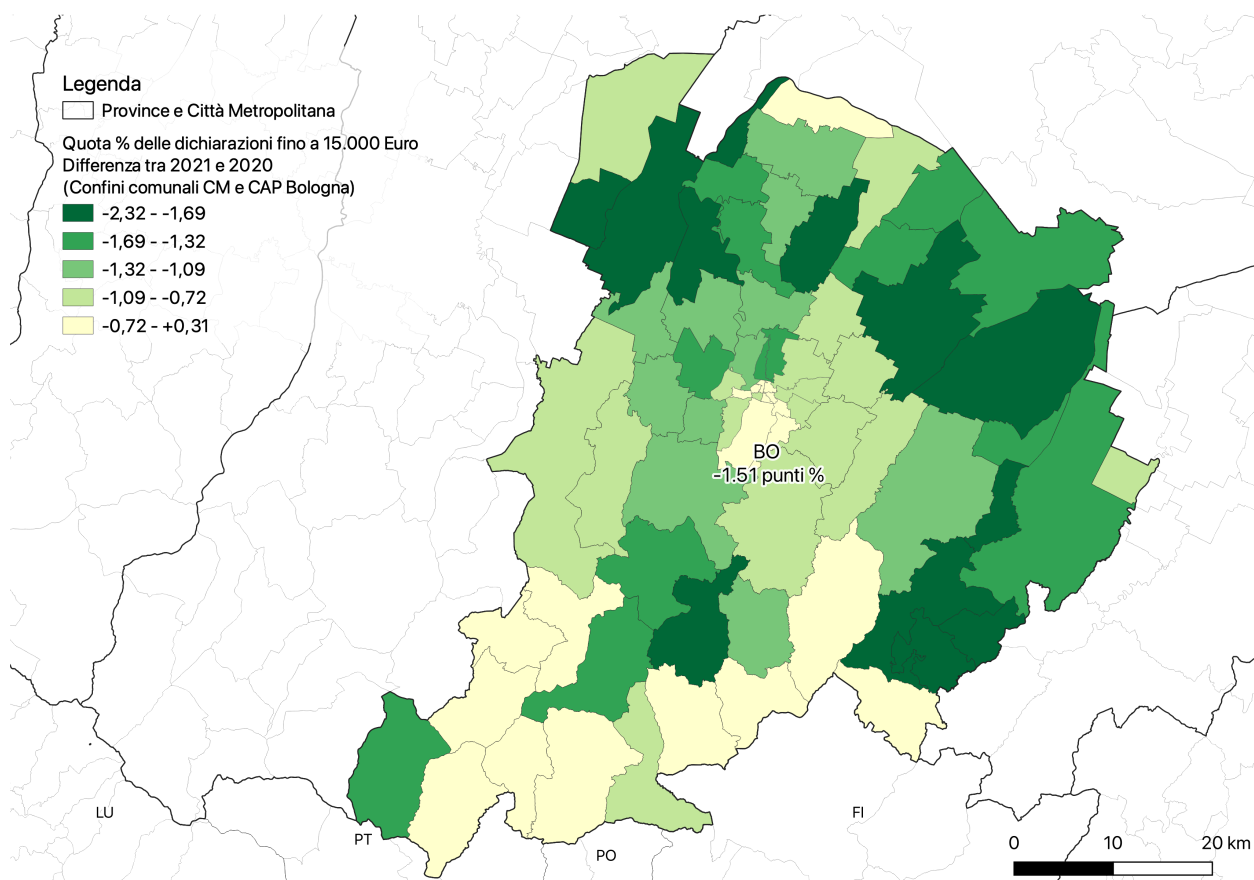 Legenda
Province e Città Metropolitana
Quota % delle dichiarazioni fino a 15.000 Euro
Differenza tra 2021 e 2020
(Confini comunali CM e CAP Bologna)
-2,32 - -1,69
-1,69 - -1,32
-1,32 - -1,09
-1,09 - -0,72
-0,72 - +0,31
BO
-1.51 punti %
LU
PT
PO
FI
0 10 20 km